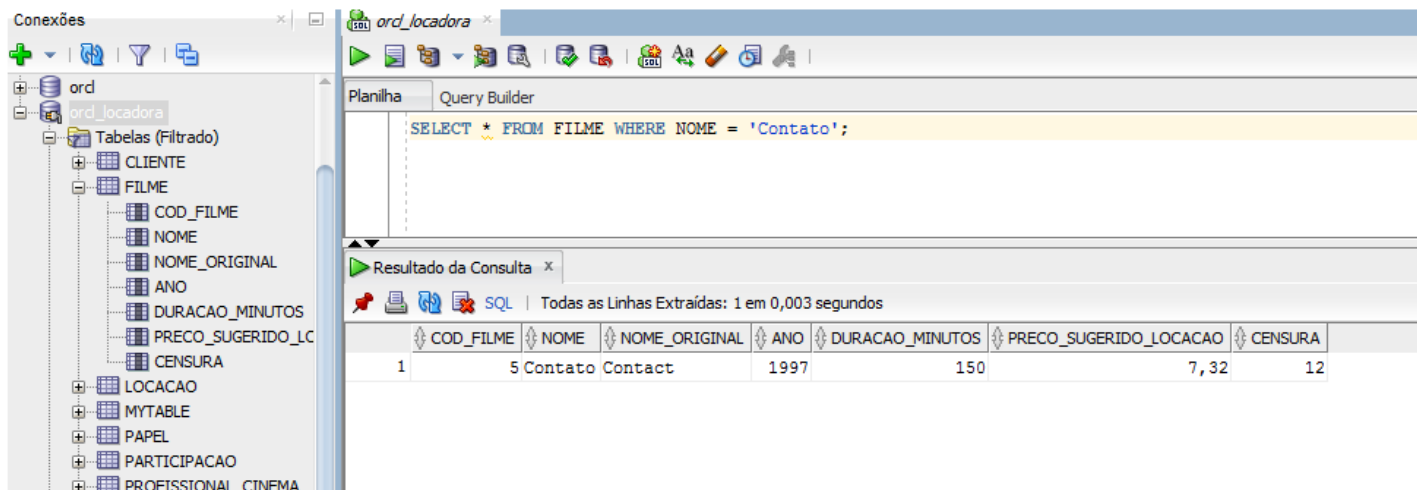 Conexões
orcl
orcl_locadora
Tabelas (Filtrado)
CLIENTE
FILME
COD_FILME
NOME
NOME_ORIGINAL
ANO
DURACAO_MINUTOS
PRECO_SUGERIDO_LC
CENSURA
LOCACAO
MYTABLE
PAPEL
PARTICIPACAO
PROFISSIONAL_CINEMA
orcl_locadora
Planilha Query Builder
SELECT * FROM FILME WHERE NOME = 'Contato';
Resultado da Consulta
SQL | Todas as Linhas Extraídas: 1 em 0,003 segundos
COD_FILME NOME NOME_ORIGINAL ANO DURACAO_MINUTOS PRECO_SUGERIDO_LOCACAO CENSURA
1 5 Contato Contact 1997 150 7,32 12